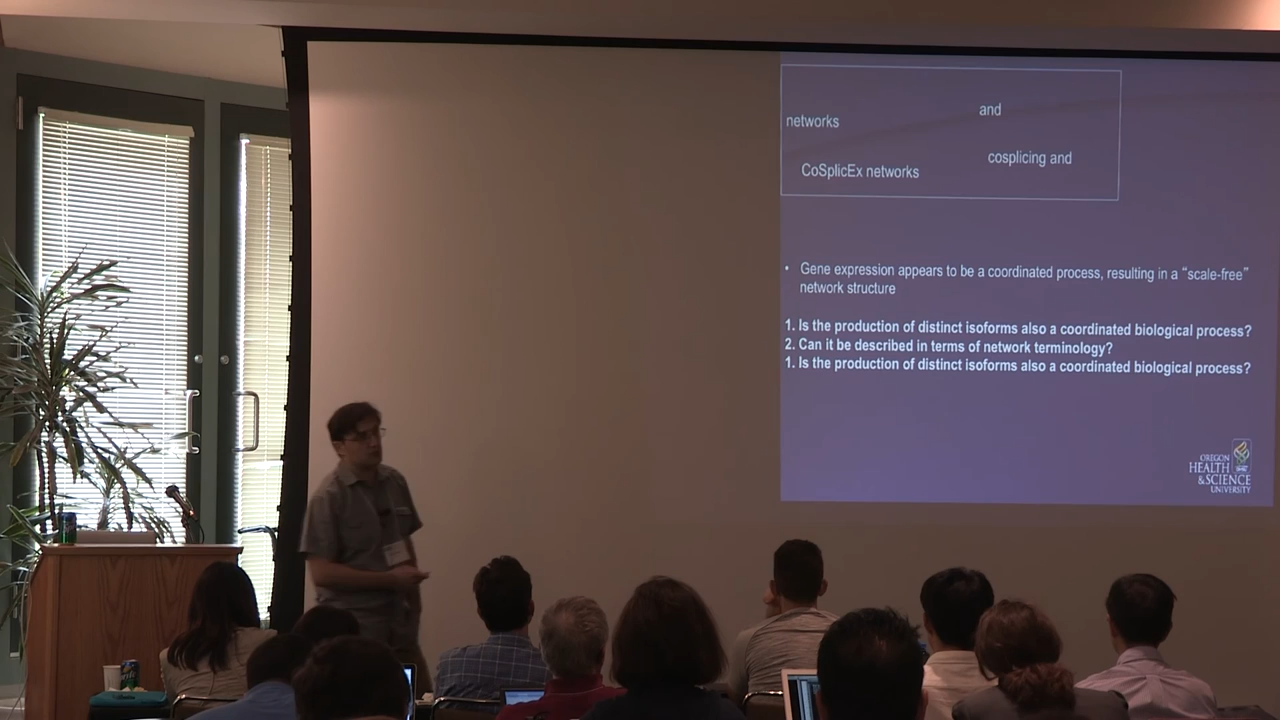 and
networks
cosplicing and
CoSplicEx networks
• Gene expression appears to be a coordinated process, resulting in a “scale-free”
network structure
1. Is the production of distinct isoforms also a coordinated biological process?
2. Can it be described in terms of network terminology?
1. Is the production of distinct isoforms also a coordinated biological process?
OREGON
HEALTH
&SCIENCE
UNIVERSITY